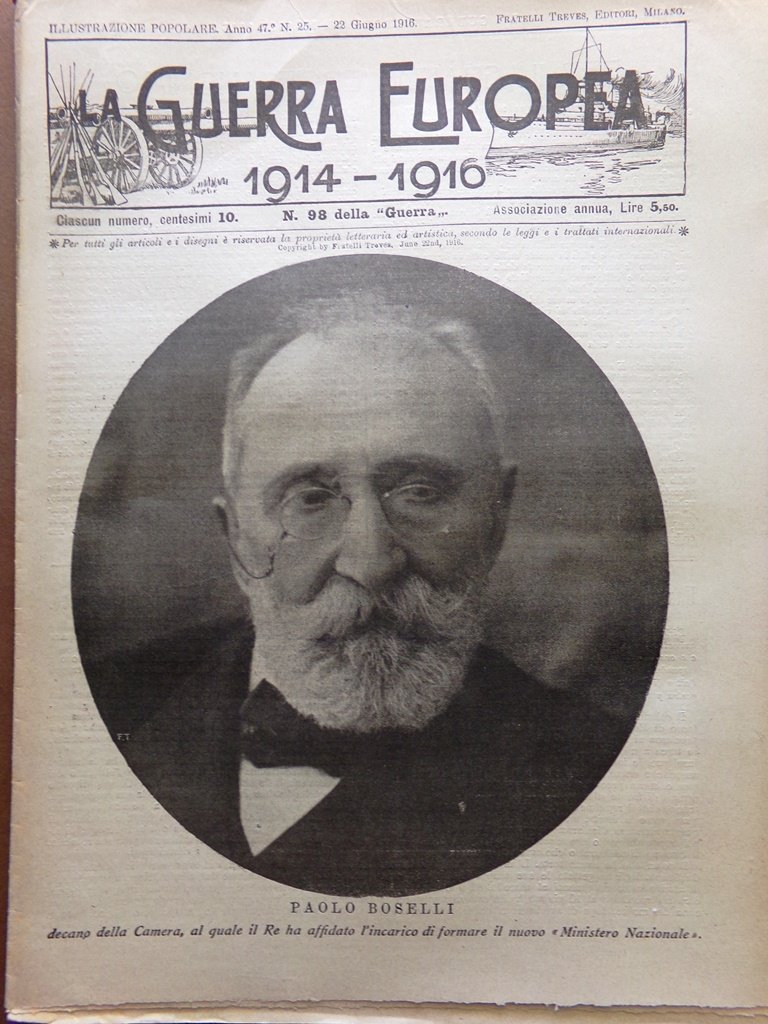 ILLUSTRAZIONE POPOLARE. Anno 47.º N. 25. — 22 Giugno 1916. FRATELLI TREVES, EDITORI, MILANO.
LA GUERRA EUROPEA
1914-1916
Ciascun numero, centesimi 10. N. 98 della "Guerra„. Associazione annua, Lire 5,50.
* Per tutti gli articoli e i disegni è riservata la proprietà letteraria ed artistica, secondo le leggi e i trattati internazionali. *
Copyright by Fratelli Treves, June 22nd, 1916.
F.T.
PAOLO BOSELLI
decano della Camera, al quale il Re ha affidato l'incarico di formare il nuovo «Ministero Nazionale».